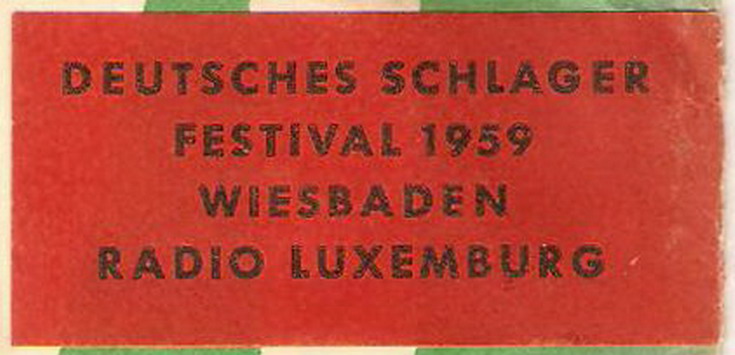 DEUTSCHES SCHLAGER
FESTIVAL 1959
WIESBADEN
RADIO LUXEMBURG